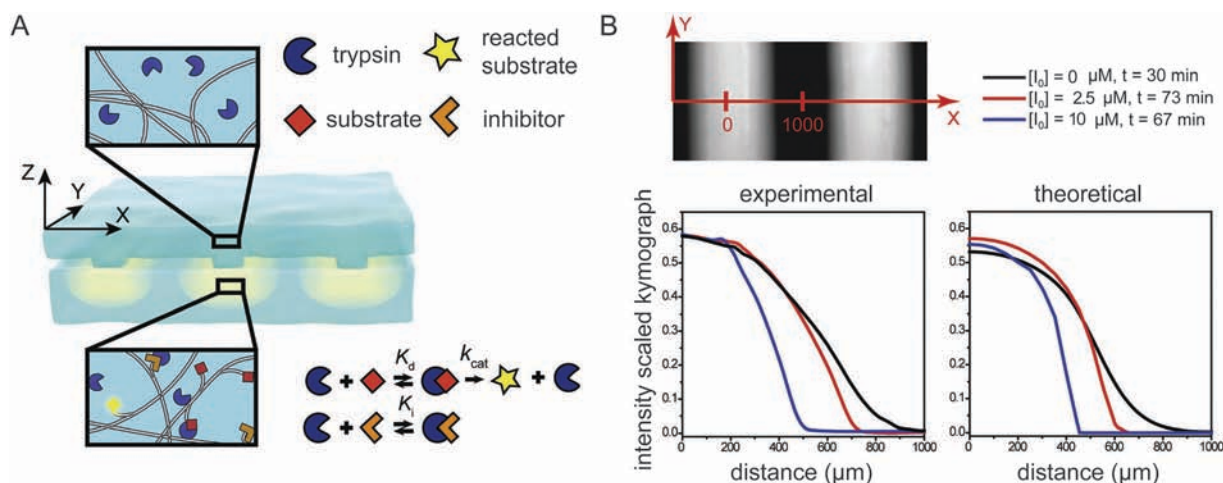 A
trypsin
reacted
substrate
substrate
inhibitor
Z
Y
X
K_d
k_cat
K_i
B
Y
0
1000
X
[I₀] = 0 μM, t = 30 min
[I₀] = 2.5 μM, t = 73 min
[I₀] = 10 μM, t = 67 min
experimental
theoretical
intensity scaled kymograph
0.6
0.5
0.4
0.3
0.2
0.1
0.0
0 200 400 600 800 1000
distance (μm)
0.6
0.5
0.4
0.3
0.2
0.1
0.0
0 200 400 600 800 1000
distance (μm)